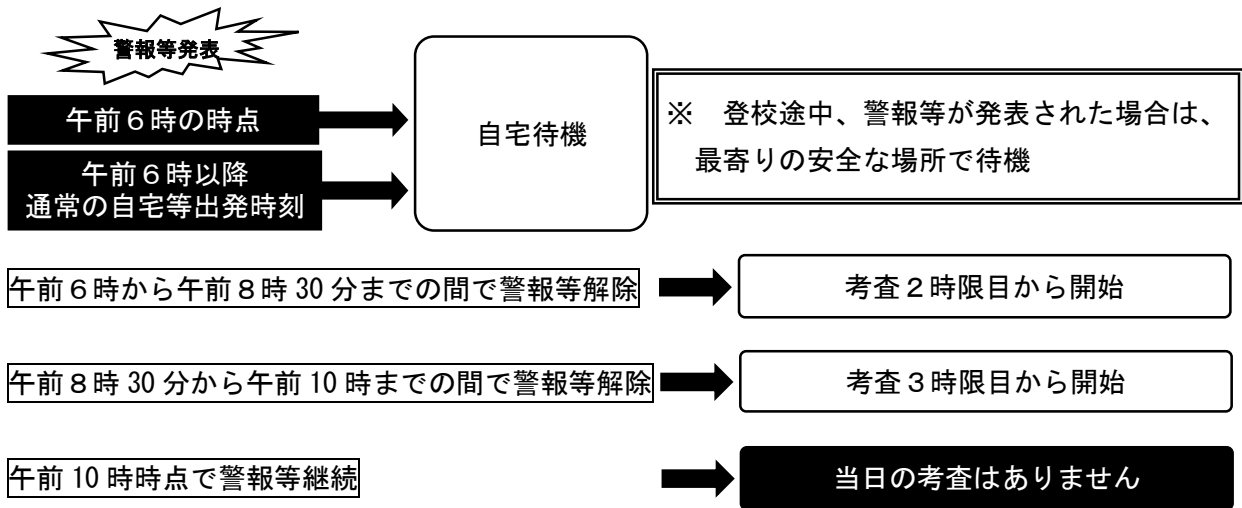 警報等発表
午前６時の時点
午前６時以降
通常の自宅等出発時刻
自宅待機
※　登校途中、警報等が発表された場合は、
最寄りの安全な場所で待機
午前６時から午前８時 30 分までの間で警報等解除
考査２時限目から開始
午前８時 30 分から午前 10 時までの間で警報等解除
考査３時限目から開始
午前 10 時時点で警報等継続
当日の考査はありません